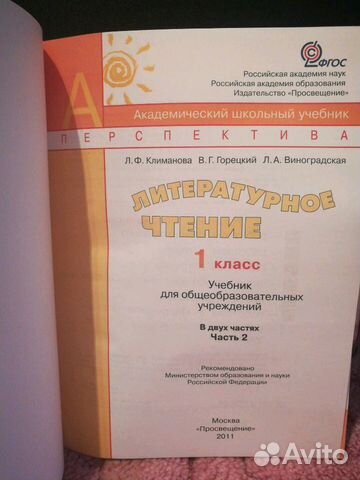 ФГОС
Российская академия наук
Российская академия образования
Издательство «Просвещение»
А
Академический школьный учебник
ПЕРСПЕКТИВА
Л.Ф. Климанова В.Г. Горецкий Л.А. Виноградская
ЛИТЕРАТУРНОЕ
ЧТЕНИЕ
1 класс
Учебник
для общеобразовательных
учреждений
В двух частях
Часть 2
Рекомендовано
Министерством образования и науки
Российской Федерации
Москва
«Просвещение»
2011
Avito